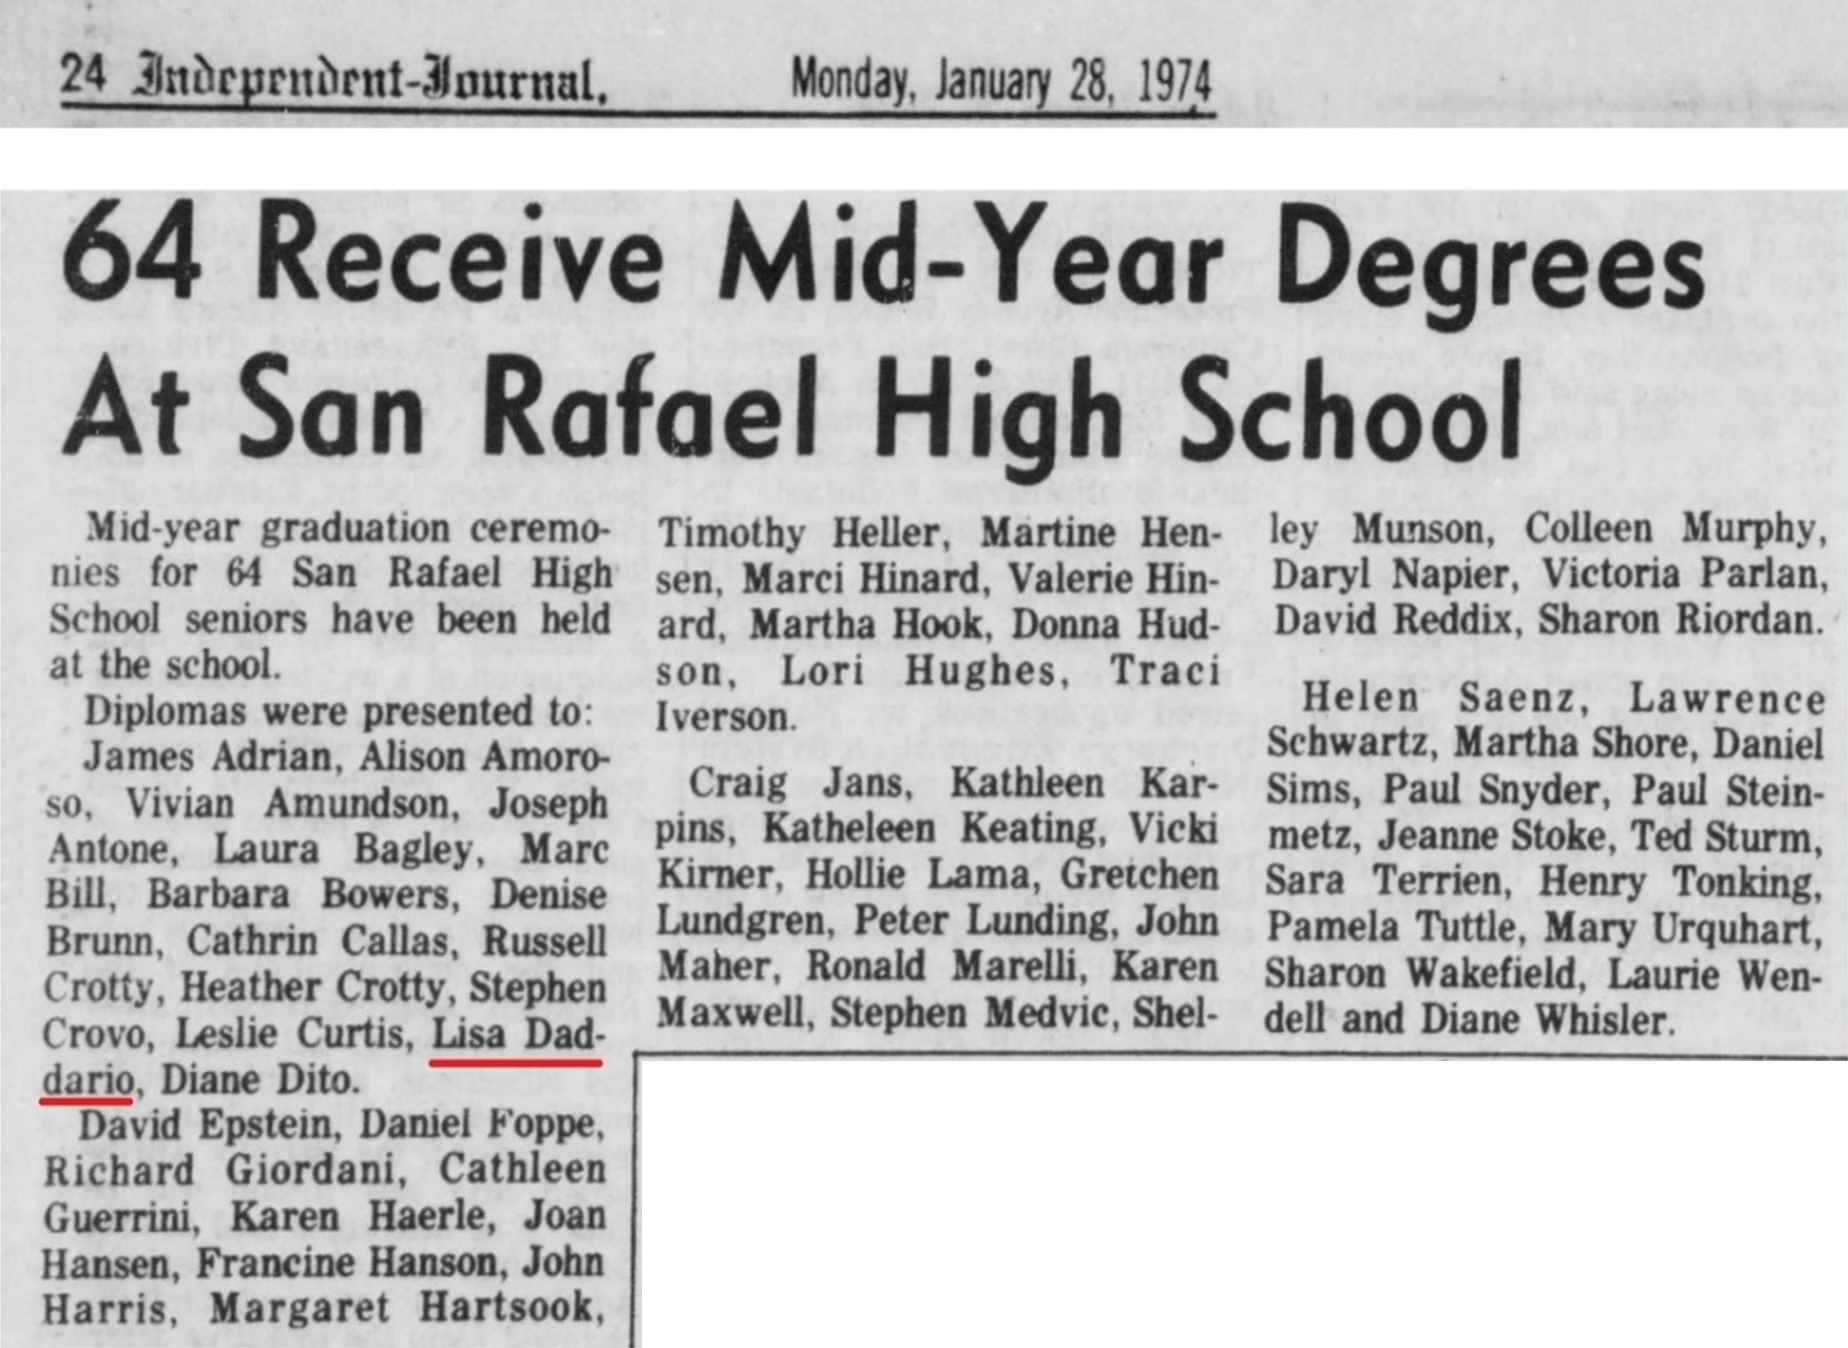 24 Independent-Journal, Monday, January 28, 1974
64 Receive Mid-Year Degrees
At San Rafael High School
Mid-year graduation ceremo-
nies for 64 San Rafael High
School seniors have been held
at the school.
Diplomas were presented to:
James Adrian, Alison Amoro-
so, Vivian Amundson, Joseph
Antone, Laura Bagley, Marc
Bill, Barbara Bowers, Denise
Brunn, Cathrin Callas, Russell
Crotty, Heather Crotty, Stephen
Crovo, Leslie Curtis, Lisa Dad-
dario, Diane Dito.
David Epstein, Daniel Foppe,
Richard Giordani, Cathleen
Guerrini, Karen Haerle, Joan
Hansen, Francine Hanson, John
Harris, Margaret Hartsook,
Timothy Heller, Martine Hen-
sen, Marci Hinard, Valerie Hin-
ard, Martha Hook, Donna Hud-
son, Lori Hughes, Traci
Iverson.
Craig Jans, Kathleen Kar-
pins, Katheleen Keating, Vicki
Kirner, Hollie Lama, Gretchen
Lundgren, Peter Lunding, John
Maher, Ronald Marelli, Karen
Maxwell, Stephen Medvic, Shel-
ley Munson, Colleen Murphy,
Daryl Napier, Victoria Parlan,
David Reddix, Sharon Riordan.
Helen Saenz, Lawrence
Schwartz, Martha Shore, Daniel
Sims, Paul Snyder, Paul Stein-
metz, Jeanne Stoke, Ted Sturm,
Sara Terrien, Henry Tonking,
Pamela Tuttle, Mary Urquhart,
Sharon Wakefield, Laurie Wen-
dell and Diane Whisler.